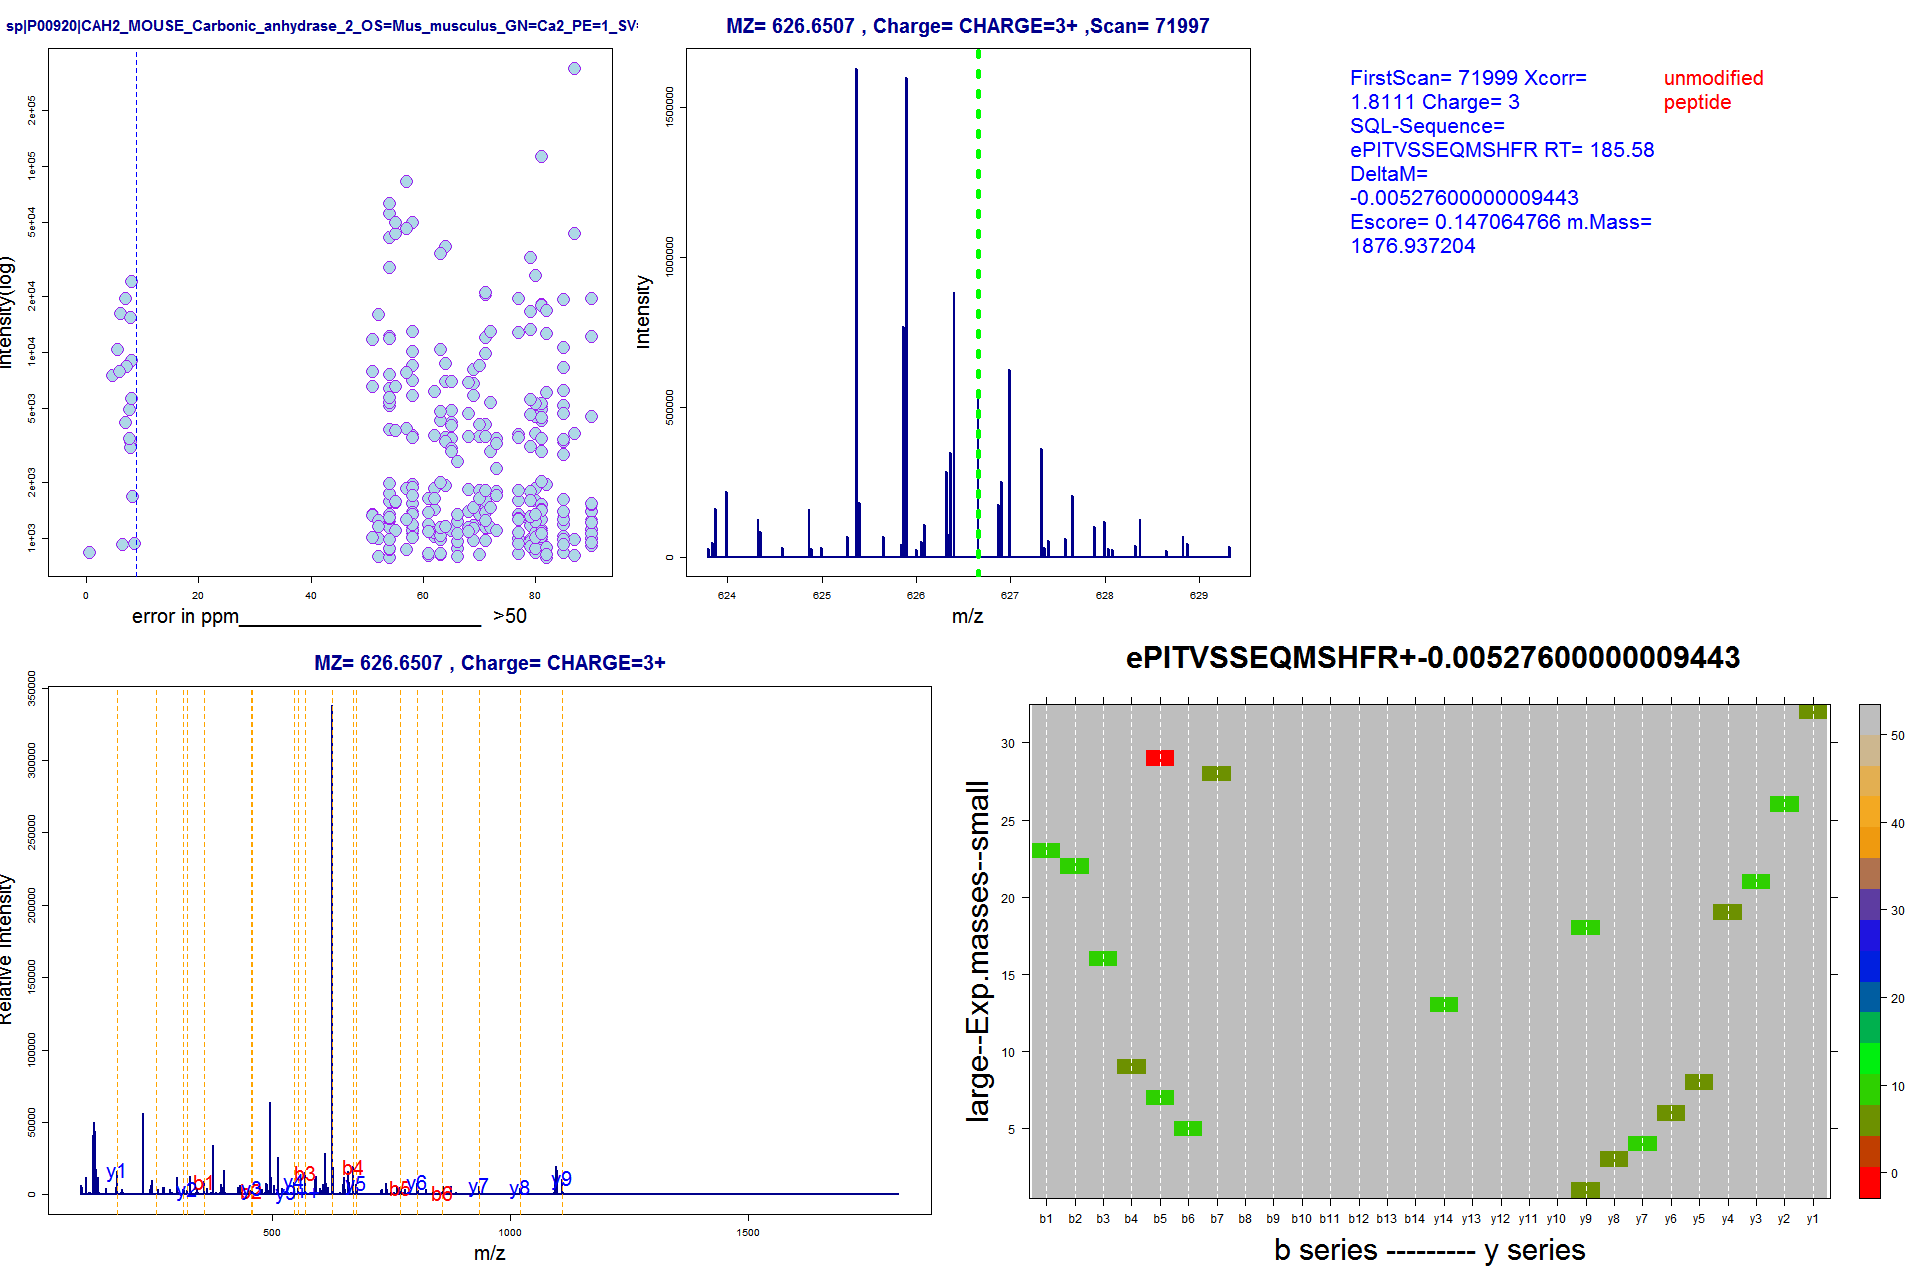 sp|P00920|CAH2_MOUSE_Carbonic_anhydrase_2_OS=Mus_musculus_GN=Ca2_PE=1_SV=
Intensity(log)
1e+03 2e+03 5e+03 1e+04 2e+04 5e+04 1e+05 2e+05
0 20 40 60 80
error in ppm______________________ >50
MZ= 626.6507 , Charge= CHARGE=3+ ,Scan= 71997
Intensity
0 500000 1000000 1500000
624 625 626 627 628 629
m/z
FirstScan= 71999 Xcorr=
1.8111 Charge= 3
SQL-Sequence=
ePITVSSEQMSHFR RT= 185.58
DeltaM=
-0.00527600000009443
Escore= 0.147064766 m.Mass=
1876.937204
unmodified
peptide
MZ= 626.6507 , Charge= CHARGE=3+
Relative Intensity
0 50000 100000 150000 200000 250000 300000 350000
y1 y2 b1 y3 b2 y4 b3 b4 y5 b5 y6 b6 y7 y8 y9
500 1000 1500
m/z
ePITVSSEQMSHFR+-0.00527600000009443
large--Exp.masses--small
5 10 15 20 25 30
b1 b2 b3 b4 b5 b6 b7 b8 b9 b10 b11 b12 b13 b14 y14 y13 y12 y11 y10 y9 y8 y7 y6 y5 y4 y3 y2 y1
b series --------- y series
0 10 20 30 40 50